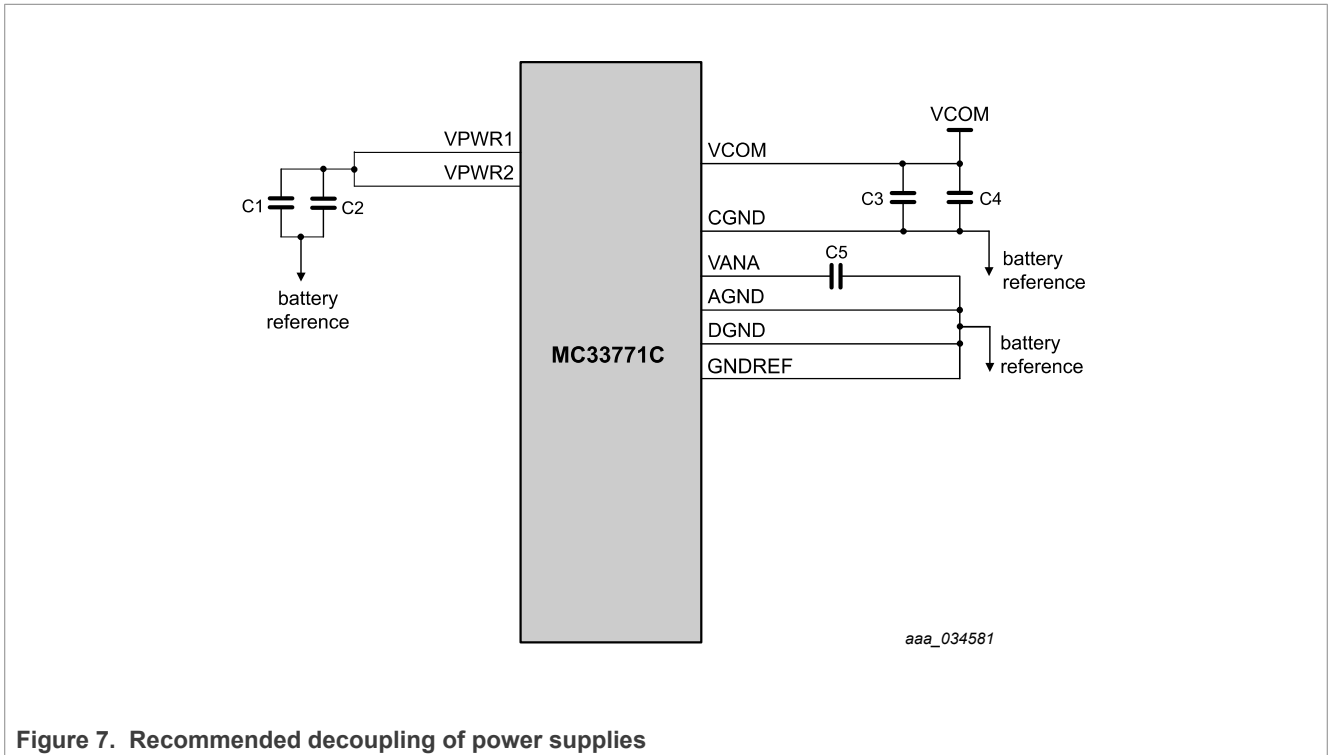 VPWR1
VPWR2
C1
C2
battery
reference
MC33771C
VCOM
VCOM
C3
C4
CGND
battery
reference
VANA
C5
AGND
DGND
GNDREF
battery
reference
aaa_034581
Figure 7. Recommended decoupling of power supplies